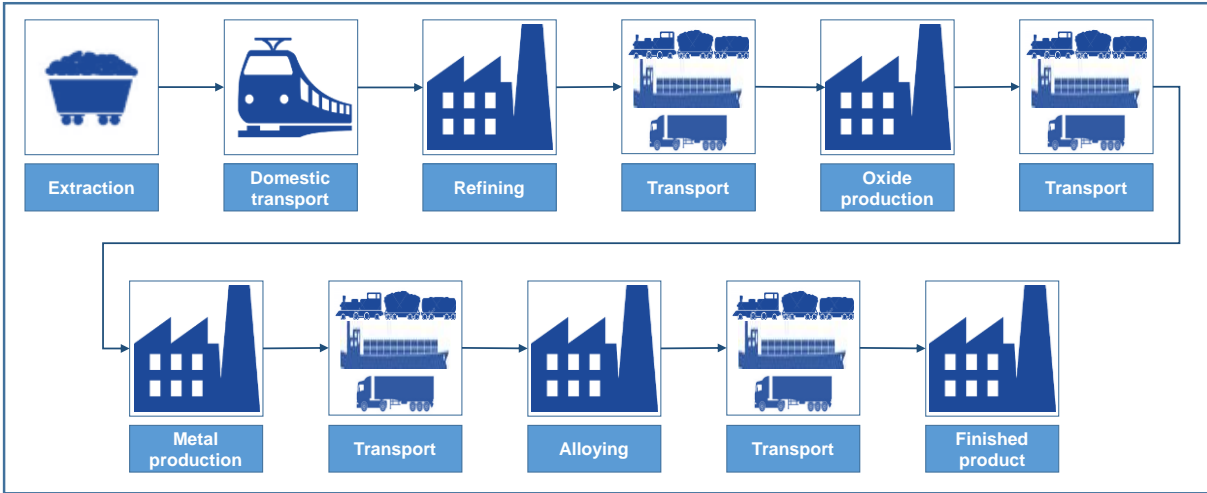 Extraction
Domestic
transport
Refining
Transport
Oxide
production
Transport
Metal
production
Transport
Alloying
Transport
Finished
product